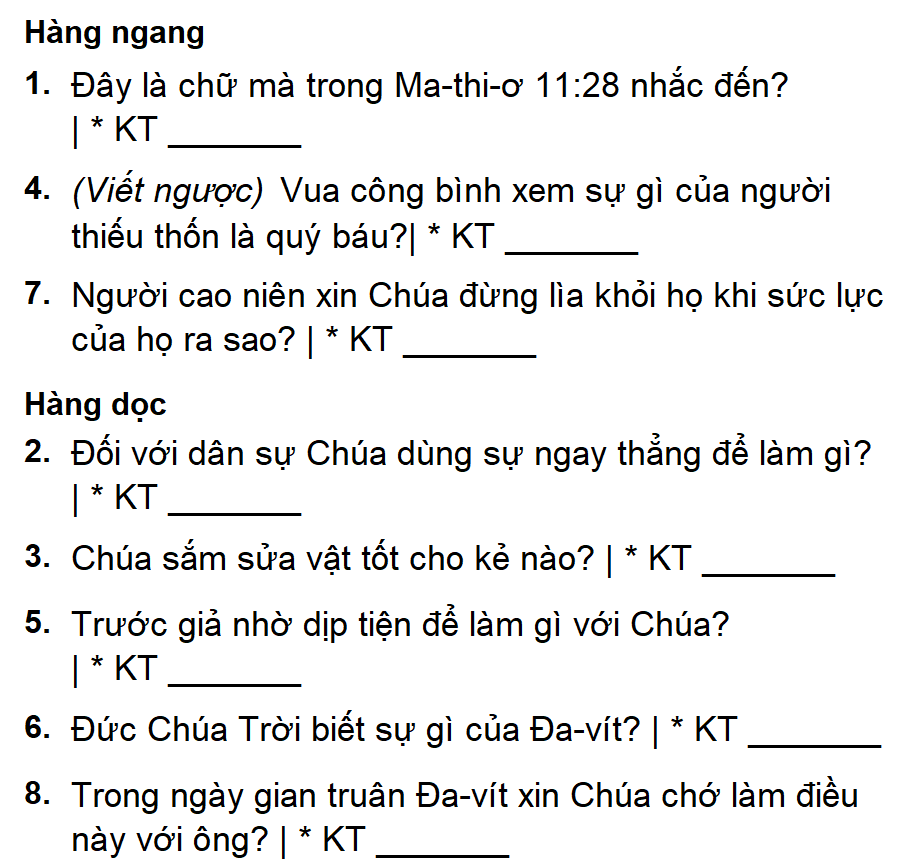 Hàng ngang
1. Đây là chữ mà trong Ma-thi-ơ 11:28 nhắc đến?
| * KT _______
4. (Viết ngược) Vua công bình xem sự gì của người
thiếu thốn là quý báu?| * KT _______
7. Người cao niên xin Chúa đừng lìa khỏi họ khi sức lực
của họ ra sao? | * KT _______
Hàng dọc
2. Đối với dân sự Chúa dùng sự ngay thẳng để làm gì?
| * KT _______
3. Chúa sắm sửa vật tốt cho kẻ nào? | * KT _______
5. Trước giả nhờ dịp tiện để làm gì với Chúa?
| * KT _______
6. Đức Chúa Trời biết sự gì của Đa-vít? | * KT _______
8. Trong ngày gian truân Đa-vít xin Chúa chớ làm điều
này với ông? | * KT _______